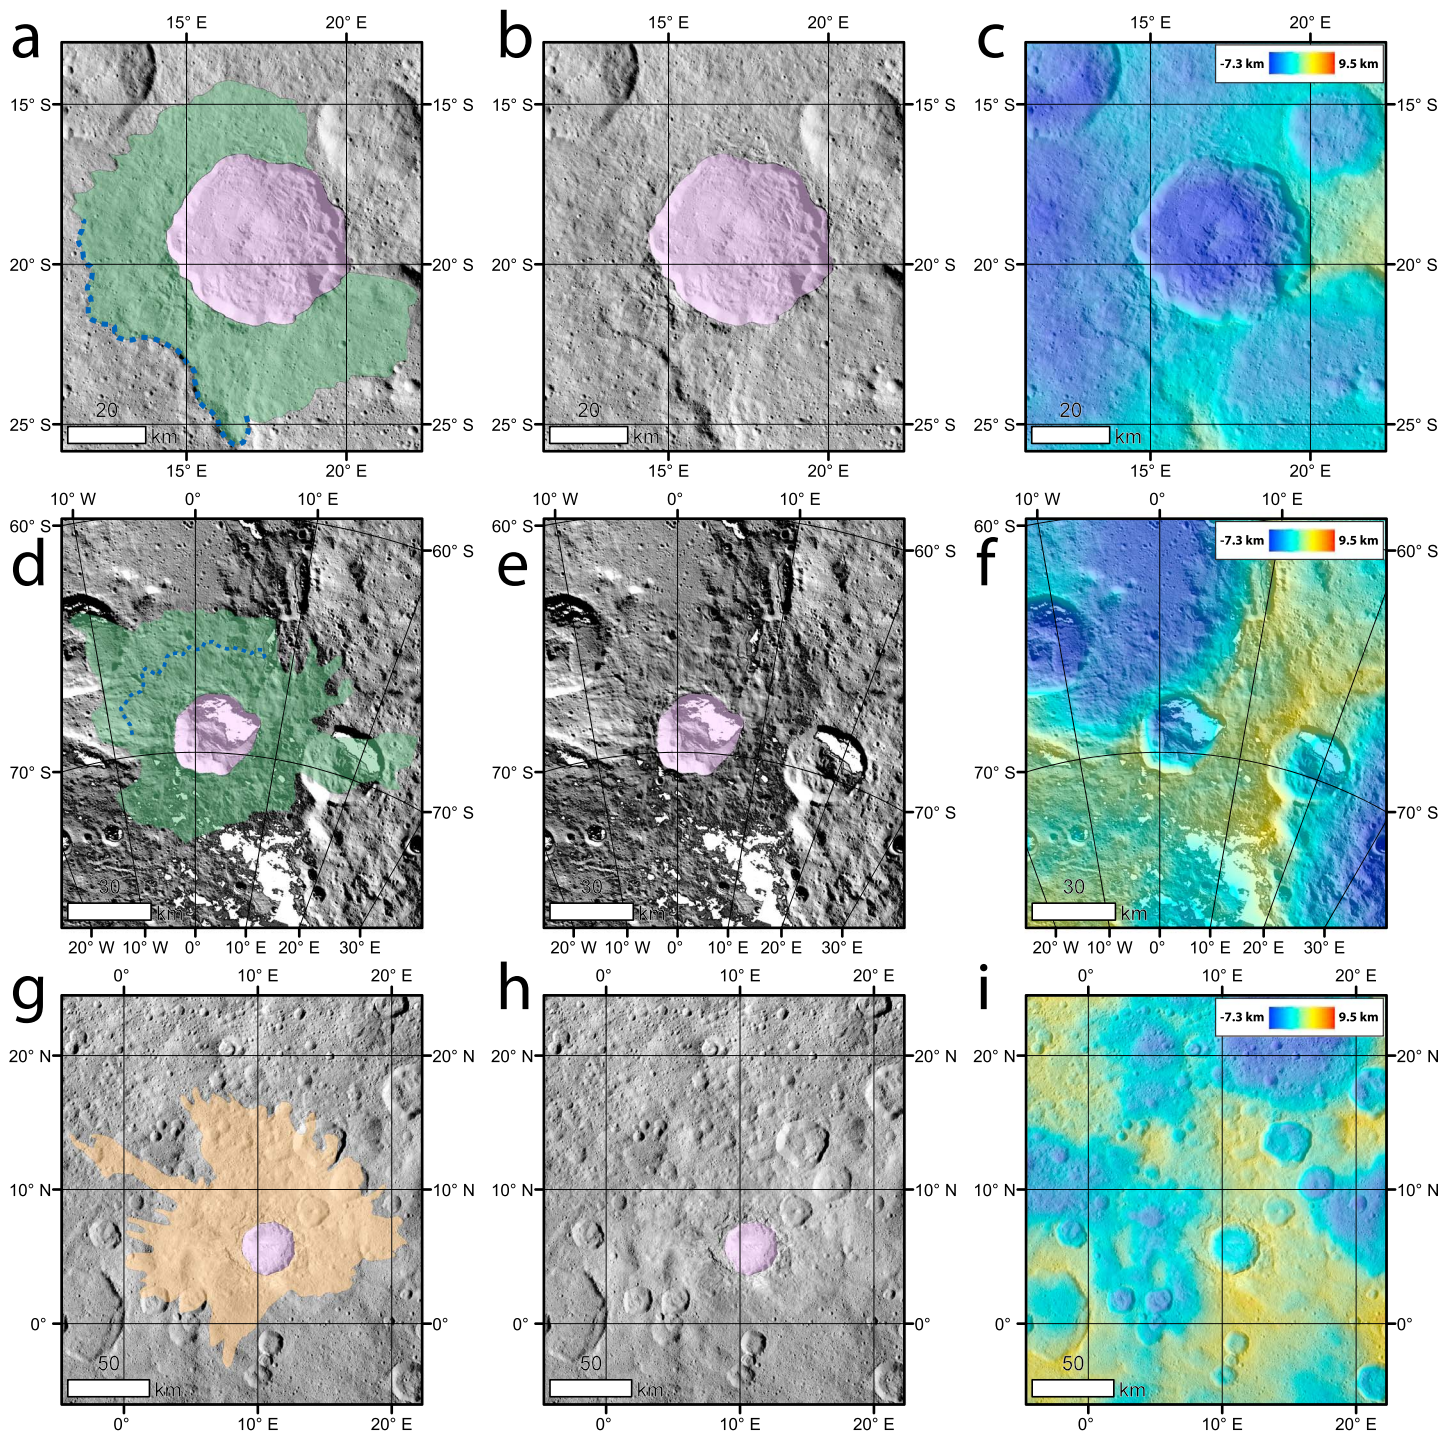 a
15° E 20° E
15° S 15° S
20° S 20° S
25° S 25° S
20
km
15° E 20° E
b
15° E 20° E
15° S
20° S
25° S
20
km
15° E 20° E
c
15° E 20° E
-7.3 km 9.5 km
15° S 15° S
20° S 20° S
25° S 25° S
20
km
15° E 20° E
d
10° W 0° 10° E
60° S 60° S
70° S 70° S
30
km
20° W 10° W 0° 10° E 20° E 30° E
e
10° W 0° 10° E
60° S
70° S
30
km
20° W 10° W 0° 10° E 20° E 30° E
f
10° W 0° 10° E
-7.3 km 9.5 km
60° S 60° S
70° S 70° S
30
km
20° W 10° W 0° 10° E 20° E 30° E
g
0° 10° E 20° E
20° N 20° N
10° N 10° N
0° 0°
50
km
0° 10° E 20° E
h
0° 10° E 20° E
20° N
10° N
0°
50
km
0° 10° E 20° E
i
0° 10° E 20° E
-7.3 km 9.5 km
20° N 20° N
10° N 10° N
0° 0°
50
km
0° 10° E 20° E